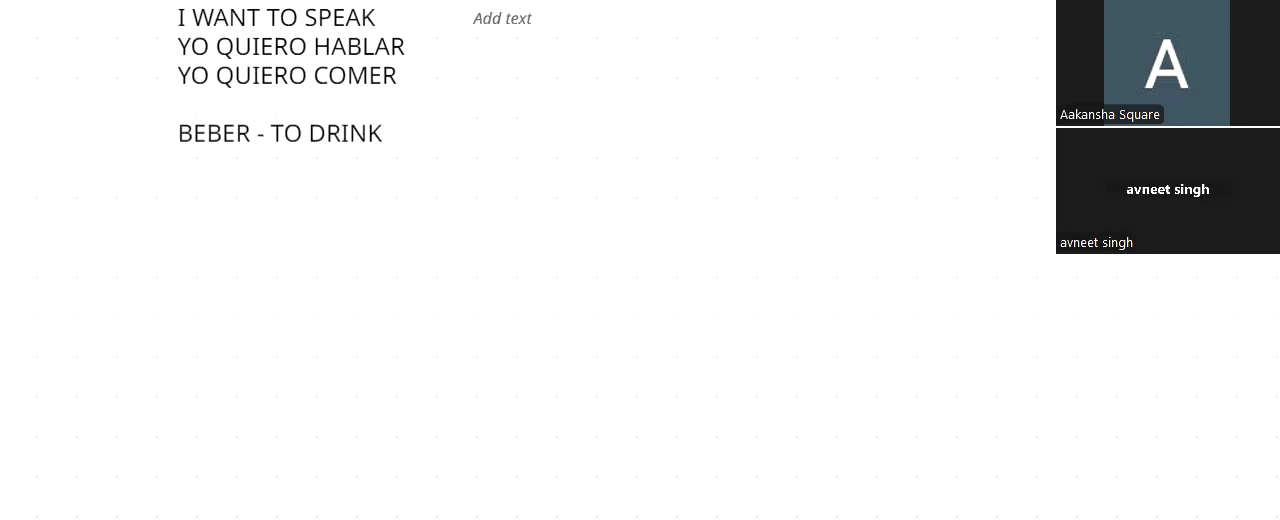 I WANT TO SPEAK
Add text
YO QUIERO HABLAR
YO QUIERO COMER
BEBER - TO DRINK
A
Aakansha Square
avneet singh
avneet singh